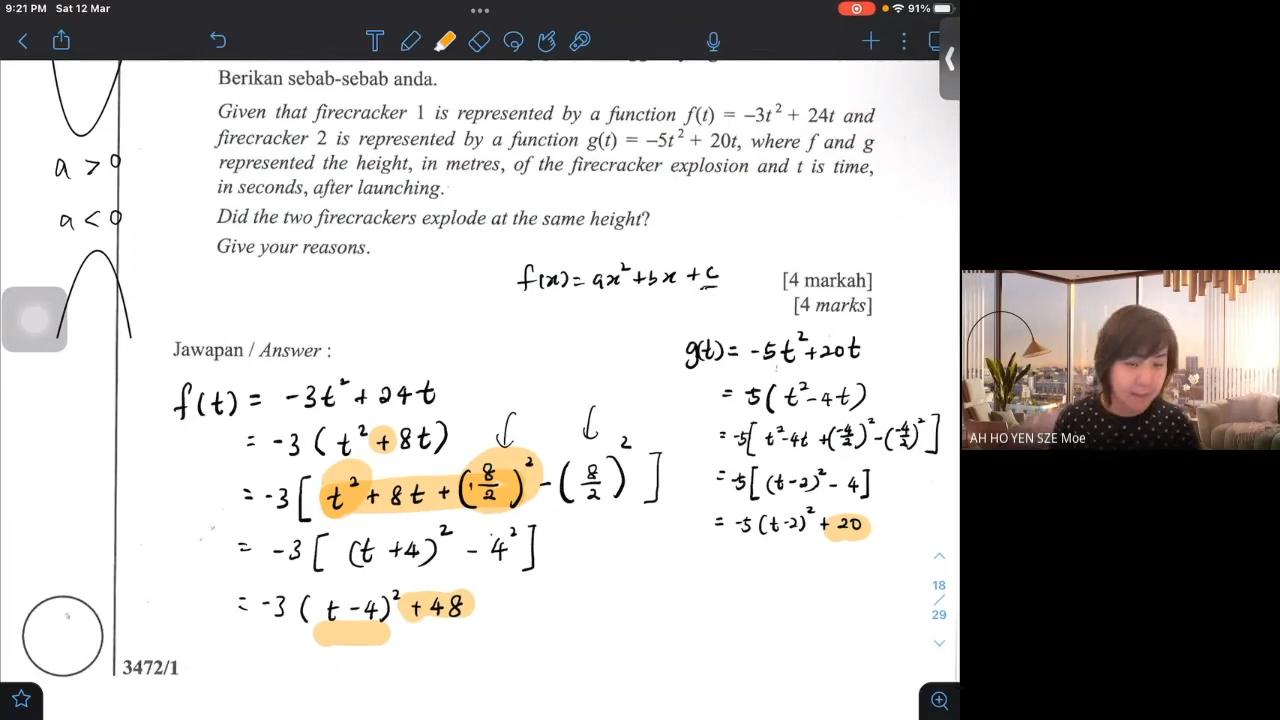 9:21 PM Sat 12 Mar
91%
Berikan sebab-sebab anda.
Given that firecracker 1 is represented by a function f(t) = –3t² + 24t and
firecracker 2 is represented by a function g(t) = –5t² + 20t, where f and g
represented the height, in metres, of the firecracker explosion and t is time,
in seconds, after launching.
Did the two firecrackers explode at the same height?
Give your reasons.
a > 0
a < 0
f(x) = ax² + bx + c
[4 markah]
[4 marks]
Jawapan / Answer :
f(t) = -3t² + 24t
= -3 ( t² + 8t)
= -3 [ t² + 8t + (8/2)² - (8/2)² ]
= -3 [ (t + 4)² - 4² ]
= -3 ( t - 4)² + 48
g(t) = -5t² + 20t
= 5 ( t² - 4t )
= -5[ t² - 4t + (-4/2)² - (-4/2)² ]
= -5[ (t-2)² - 4]
= -5 (t-2)² + 20
AH HO YEN SZE Moe
18
/
29
3472/1